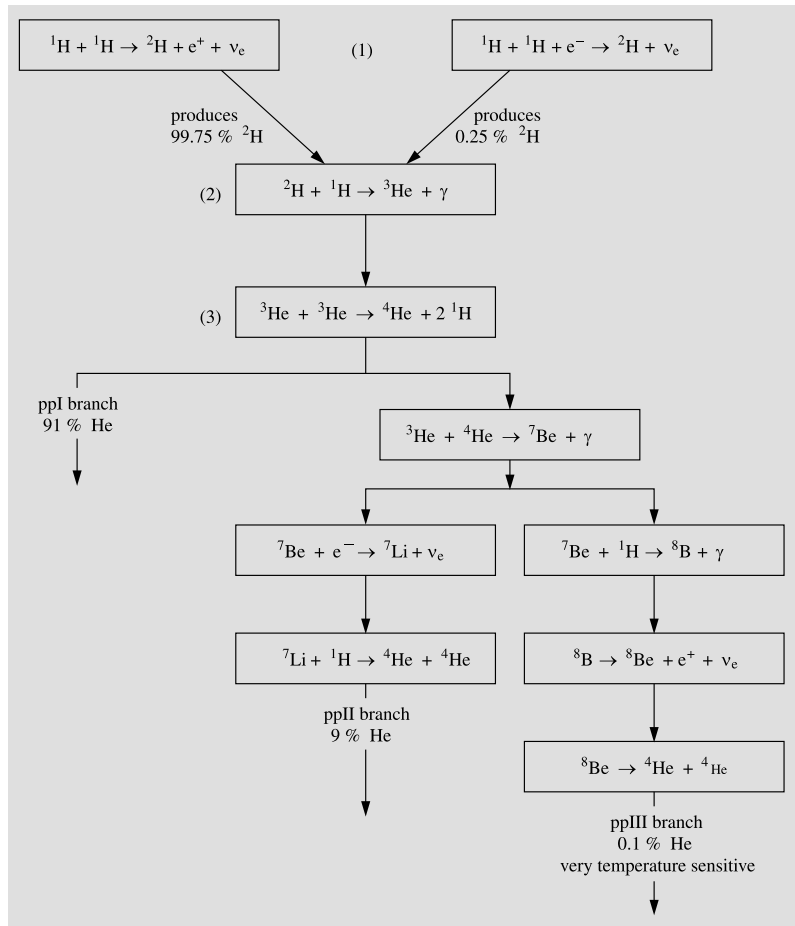 ¹H + ¹H → ²H + e⁺ + νₑ
(1)
¹H + ¹H + e⁻ → ²H + νₑ
produces
99.75 % ²H
produces
0.25 % ²H
(2)
²H + ¹H → ³He + γ
(3)
³He + ³He → ⁴He + 2 ¹H
ppI branch
91 % He
³He + ⁴He → ⁷Be + γ
⁷Be + e⁻ → ⁷Li + νₑ
⁷Be + ¹H → ⁸B + γ
⁷Li + ¹H → ⁴He + ⁴He
⁸B → ⁸Be + e⁺ + νₑ
ppII branch
9 % He
⁸Be → ⁴He + ⁴He
ppIII branch
0.1 % He
very temperature sensitive